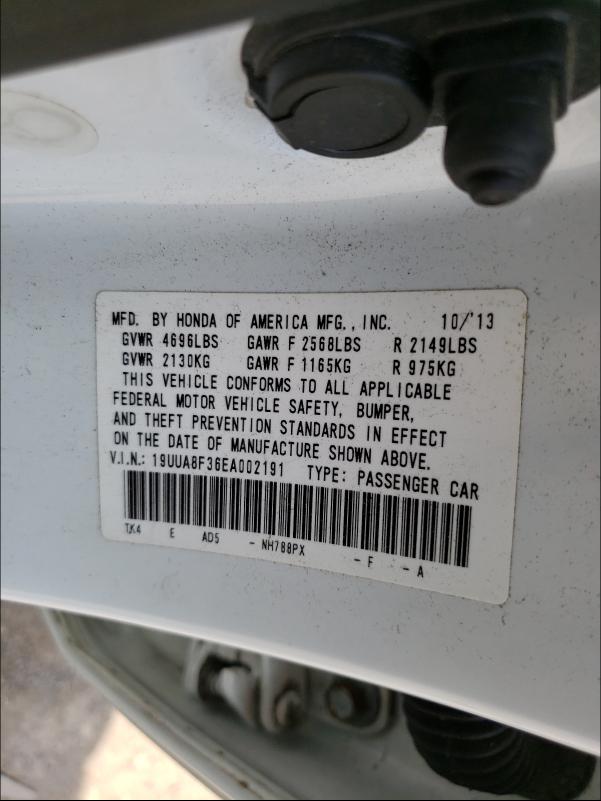 MFD. BY HONDA OF AMERICA MFG., INC. 10/'13
GVWR 4696LBS GAWR F 2568LBS R 2149LBS
GVWR 2130KG GAWR F 1165KG R 975KG
THIS VEHICLE CONFORMS TO ALL APPLICABLE
FEDERAL MOTOR VEHICLE SAFETY, BUMPER,
AND THEFT PREVENTION STANDARDS IN EFFECT
ON THE DATE OF MANUFACTURE SHOWN ABOVE.
V.I.N.: 19UUA8F36EA002191 TYPE: PASSENGER CAR
TK4 E AD5 - NH788PX - F - A